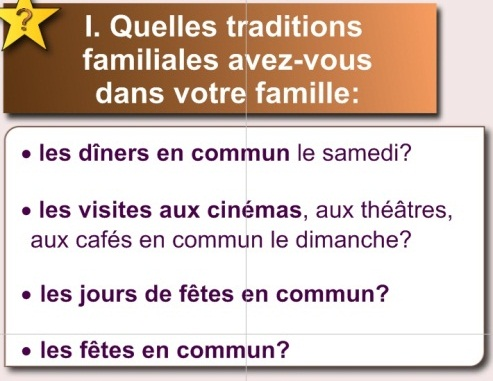 ?
I. Quelles traditions
familiales avez-vous
dans votre famille:
• les dîners en commun le samedi?
• les visites aux cinémas, aux théâtres,
aux cafés en commun le dimanche?
• les jours de fêtes en commun?
• les fêtes en commun?